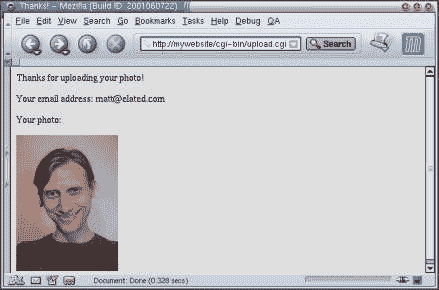 Thanks! - Mozilla {Build ID: 2001060722}
File Edit View Search Go Bookmarks Tasks Help Debug QA
http://mywebsite/cgi-bin/upload.cgi Search
Thanks for uploading your photo!
Your email address: matt@elated.com
Your photo:
Document: Done (0.328 secs)